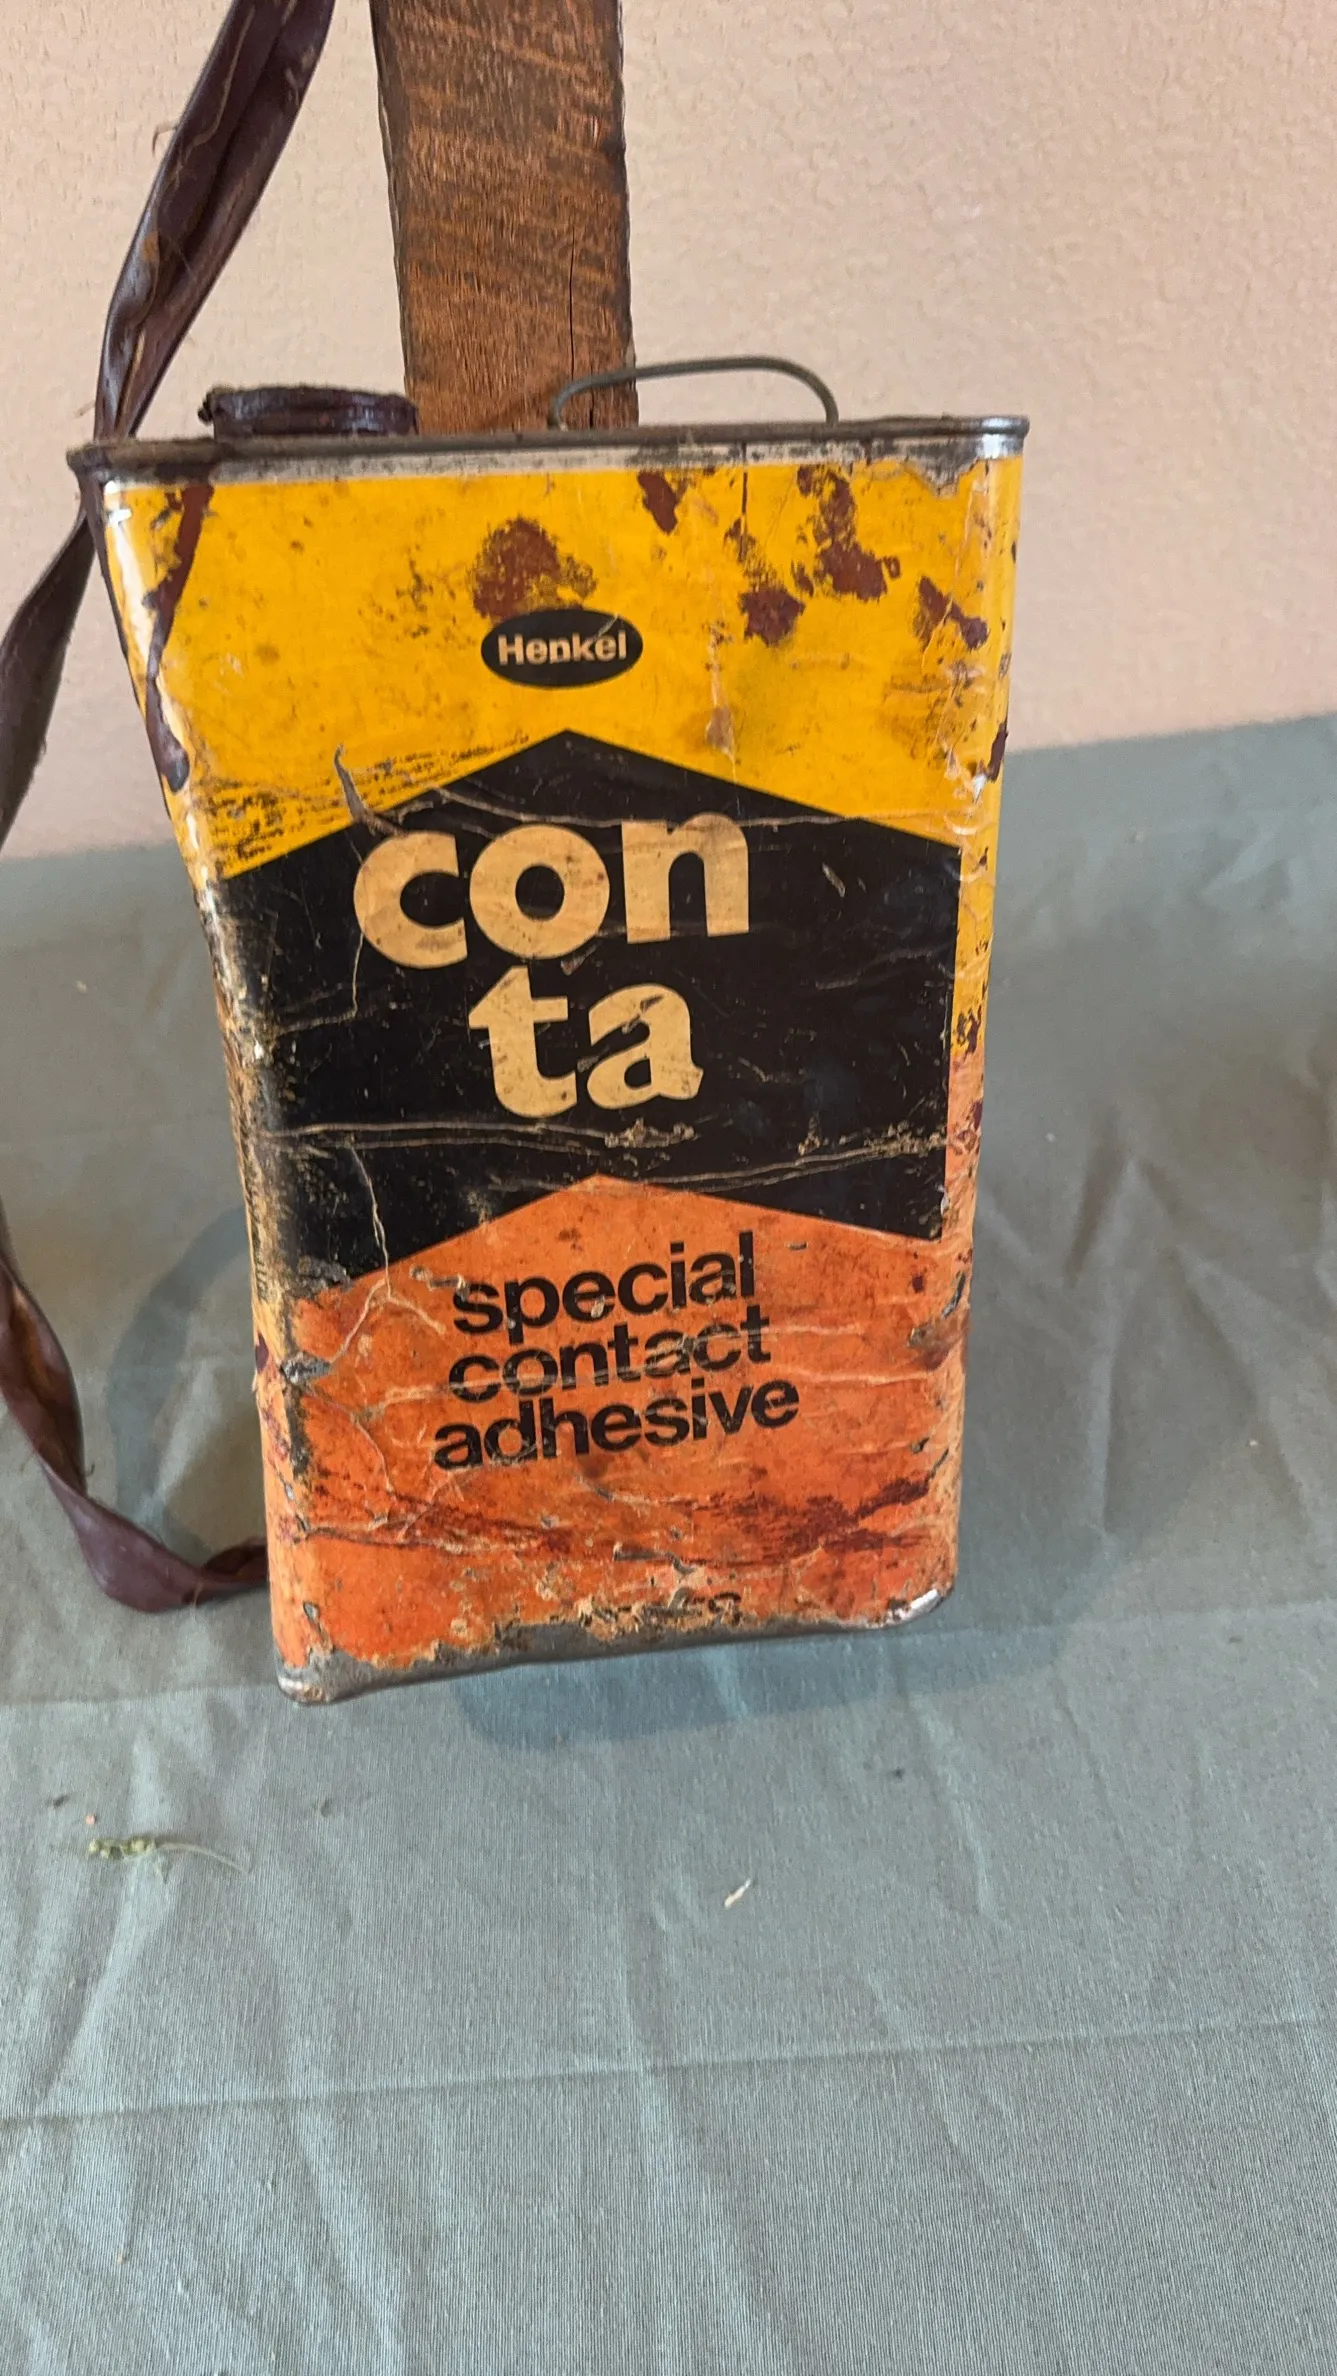 Henkel
con
ta
special
contact
adhesive